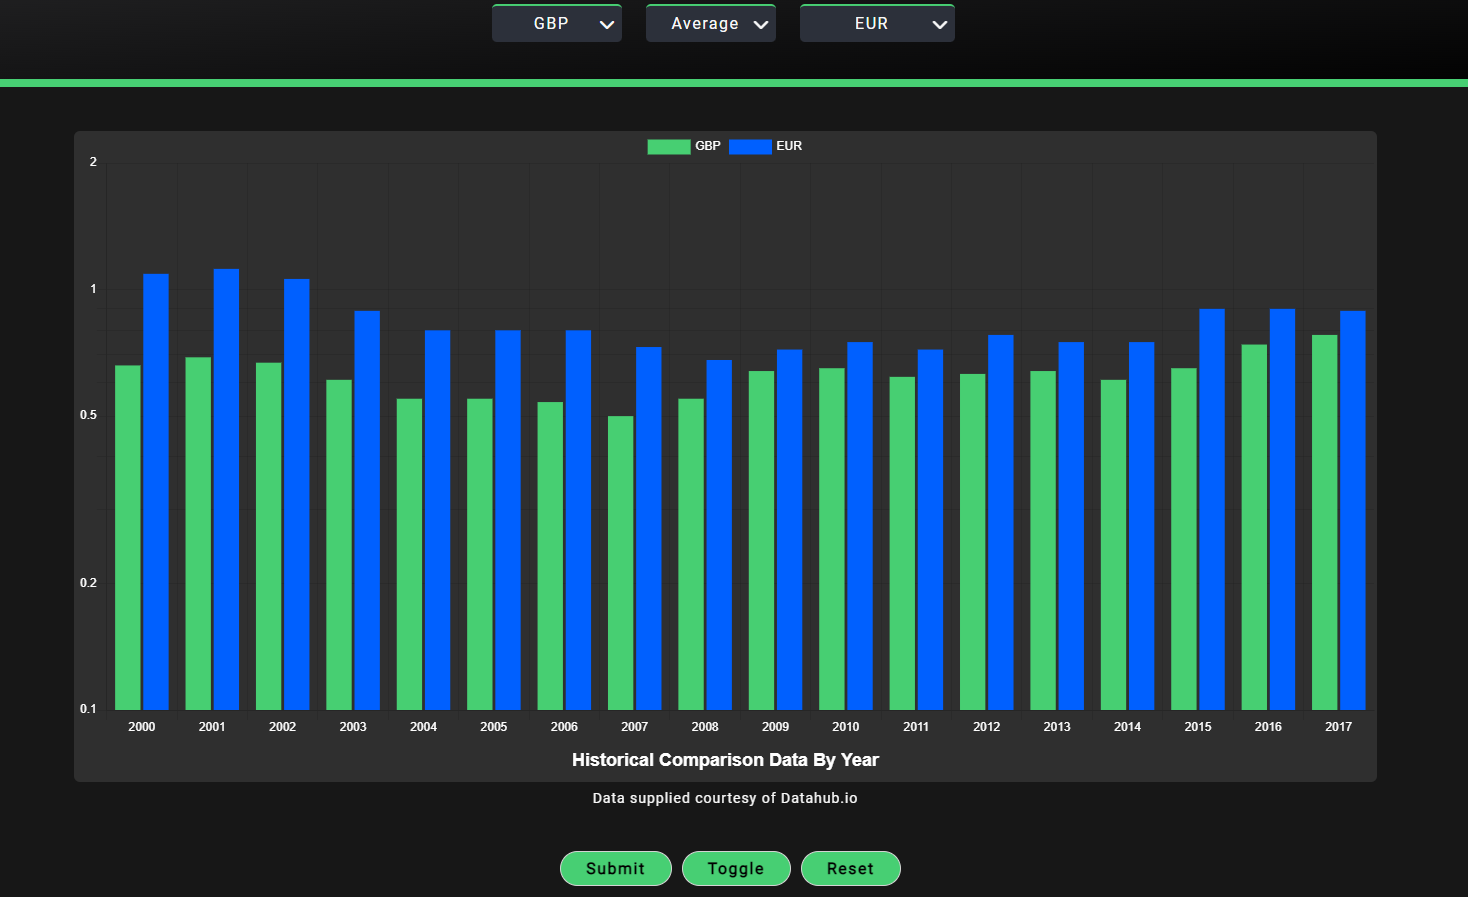 GBP Average EUR
GBP EUR
2
1
0.5
0.2
0.1
2000 2001 2002 2003 2004 2005 2006 2007 2008 2009 2010 2011 2012 2013 2014 2015 2016 2017
Historical Comparison Data By Year
Data supplied courtesy of Datahub.io
Submit Toggle Reset